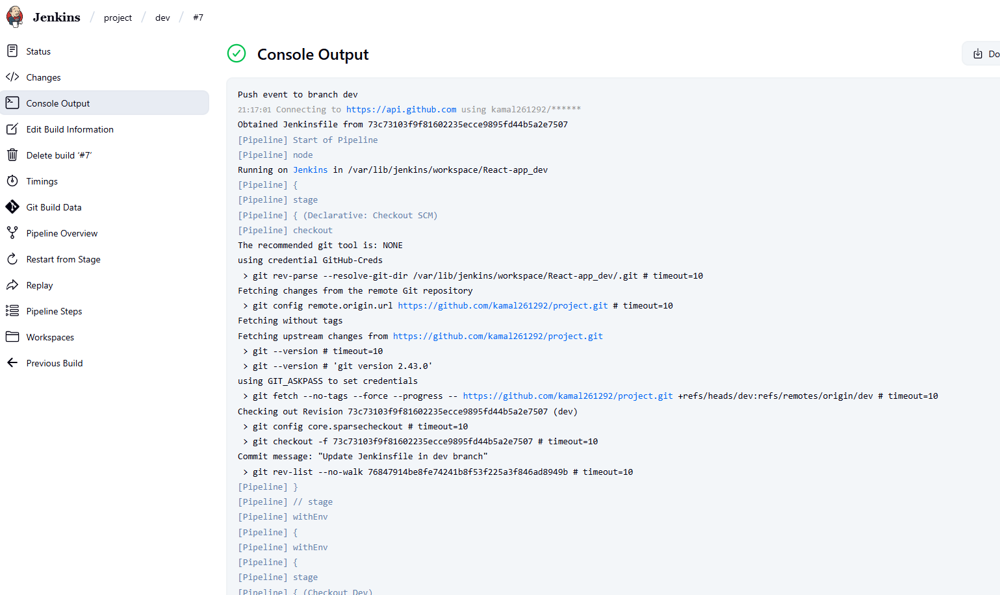 Jenkins / project / dev / #7
Status
Changes
Console Output
Edit Build Information
Delete build ‘#7’
Timings
Git Build Data
Pipeline Overview
Restart from Stage
Replay
Pipeline Steps
Workspaces
Previous Build
Console Output
Do
Push event to branch dev
21:17:01 Connecting to https://api.github.com using kamal261292/******
Obtained Jenkinsfile from 73c73103f9f81602235ecce9895fd44b5a2e7507
[Pipeline] Start of Pipeline
[Pipeline] node
Running on Jenkins in /var/lib/jenkins/workspace/React-app_dev
[Pipeline] {
[Pipeline] stage
[Pipeline] { (Declarative: Checkout SCM)
[Pipeline] checkout
The recommended git tool is: NONE
using credential GitHub-Creds
> git rev-parse --resolve-git-dir /var/lib/jenkins/workspace/React-app_dev/.git # timeout=10
Fetching changes from the remote Git repository
> git config remote.origin.url https://github.com/kamal261292/project.git # timeout=10
Fetching without tags
Fetching upstream changes from https://github.com/kamal261292/project.git
> git --version # timeout=10
> git --version # 'git version 2.43.0'
using GIT_ASKPASS to set credentials
> git fetch --no-tags --force --progress -- https://github.com/kamal261292/project.git +refs/heads/dev:refs/remotes/origin/dev # timeout=10
Checking out Revision 73c73103f9f81602235ecce9895fd44b5a2e7507 (dev)
> git config core.sparsecheckout # timeout=10
> git checkout -f 73c73103f9f81602235ecce9895fd44b5a2e7507 # timeout=10
Commit message: "Update Jenkinsfile in dev branch"
> git rev-list --no-walk 76847914be8fe74241b8f53f225a3f846ad8949b # timeout=10
[Pipeline] }
[Pipeline] // stage
[Pipeline] withEnv
[Pipeline] {
[Pipeline] withEnv
[Pipeline] {
[Pipeline] stage
[Pipeline] { (Checkout Dev)